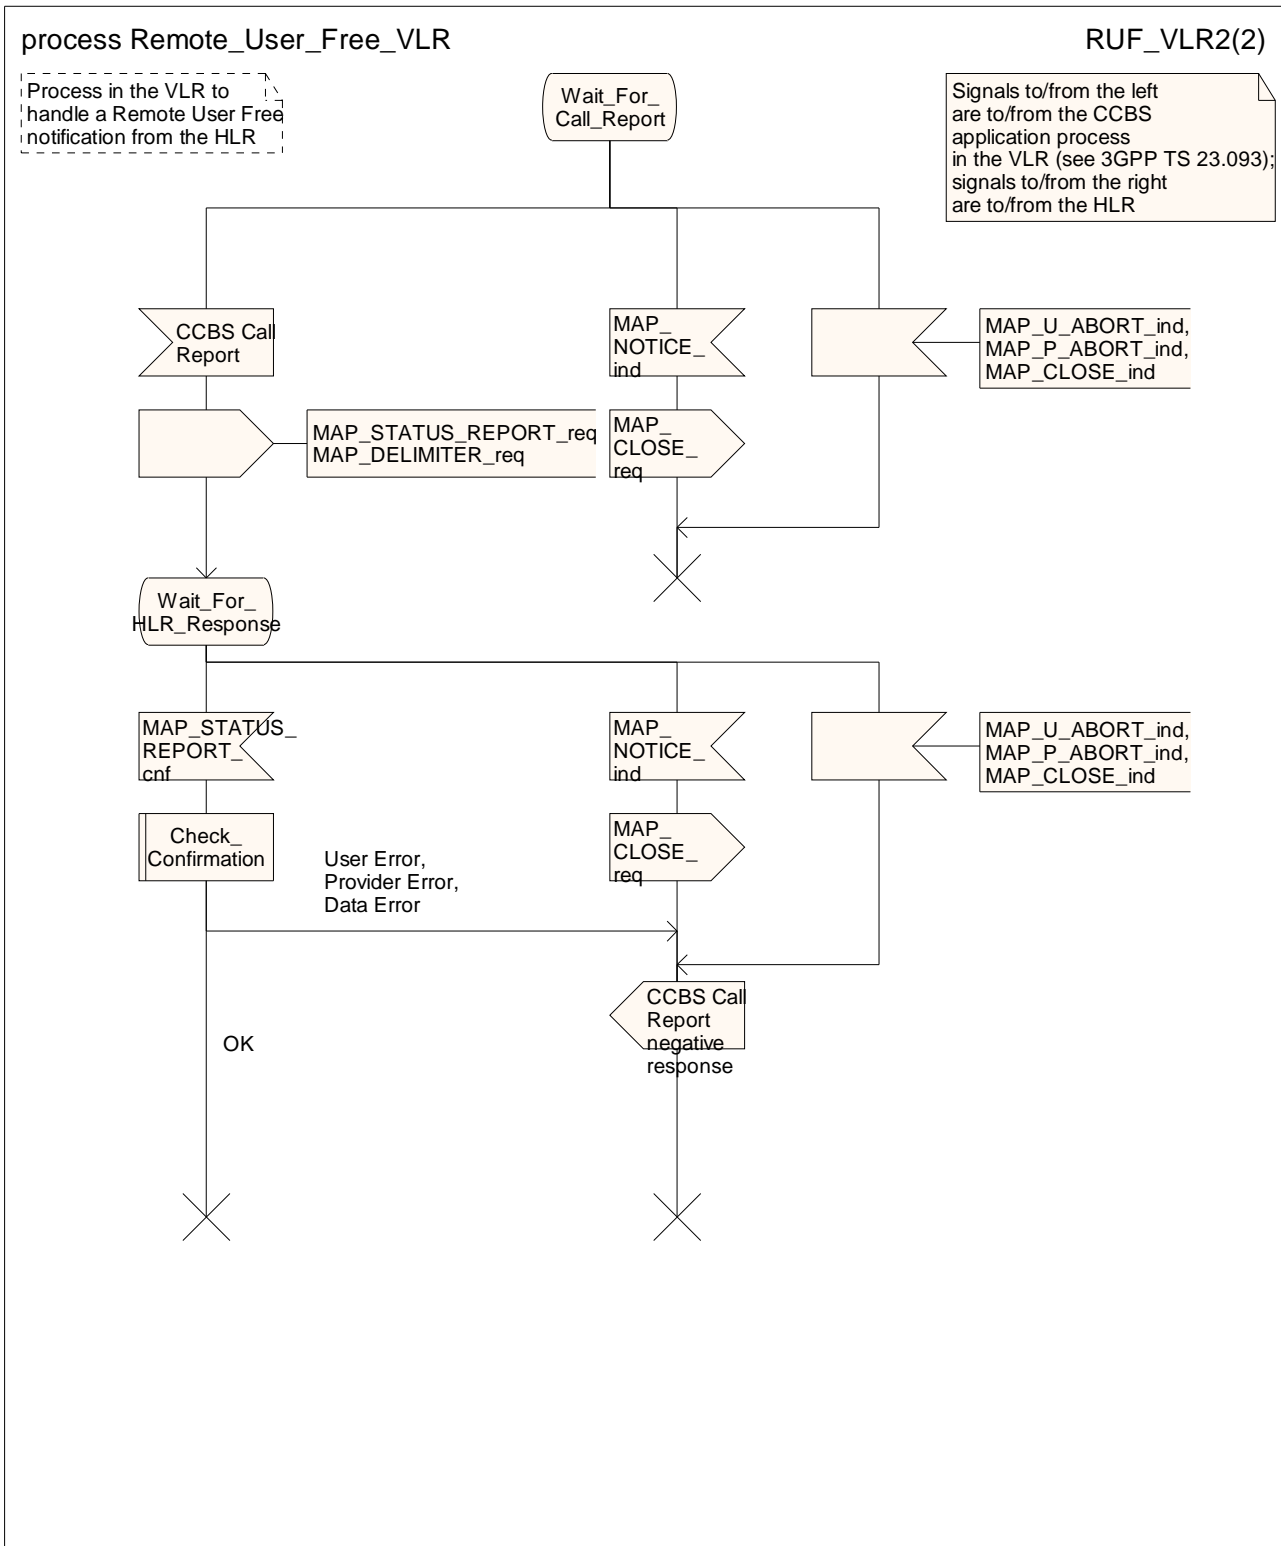 process Remote_User_Free_VLR
RUF_VLR2(2)
Process in the VLR to
handle a Remote User Free
notification from the HLR
Wait_For_
Call_Report
Signals to/from the left
are to/from the CCBS
application process
in the VLR (see 3GPP TS 23.093);
signals to/from the right
are to/from the HLR
CCBS Call
Report
MAP_
NOTICE_
ind
MAP_U_ABORT_ind,
MAP_P_ABORT_ind,
MAP_CLOSE_ind
MAP_STATUS_REPORT_req
MAP_DELIMITER_req
MAP_
CLOSE_
req
Wait_For_
HLR_Response
MAP_STATUS_
REPORT_
cnf
MAP_
NOTICE_
ind
MAP_U_ABORT_ind,
MAP_P_ABORT_ind,
MAP_CLOSE_ind
Check_
Confirmation
User Error,
Provider Error,
Data Error
MAP_
CLOSE_
req
CCBS Call
Report
negative
response
OK